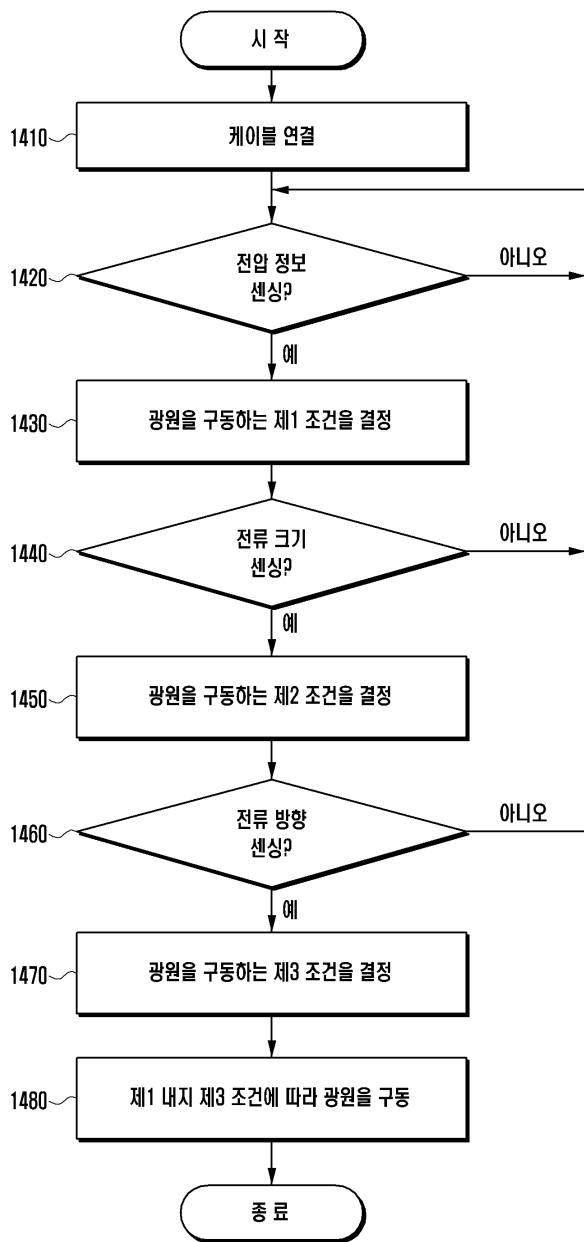 시 작
1410
케이블 연결
1420
전압 정보
센싱?
아니오
예
1430
광원을 구동하는 제1 조건을 결정
1440
전류 크기
센싱?
아니오
예
1450
광원을 구동하는 제2 조건을 결정
1460
전류 방향
센싱?
아니오
예
1470
광원을 구동하는 제3 조건을 결정
1480
제1 내지 제3 조건에 따라 광원을 구동
종 료